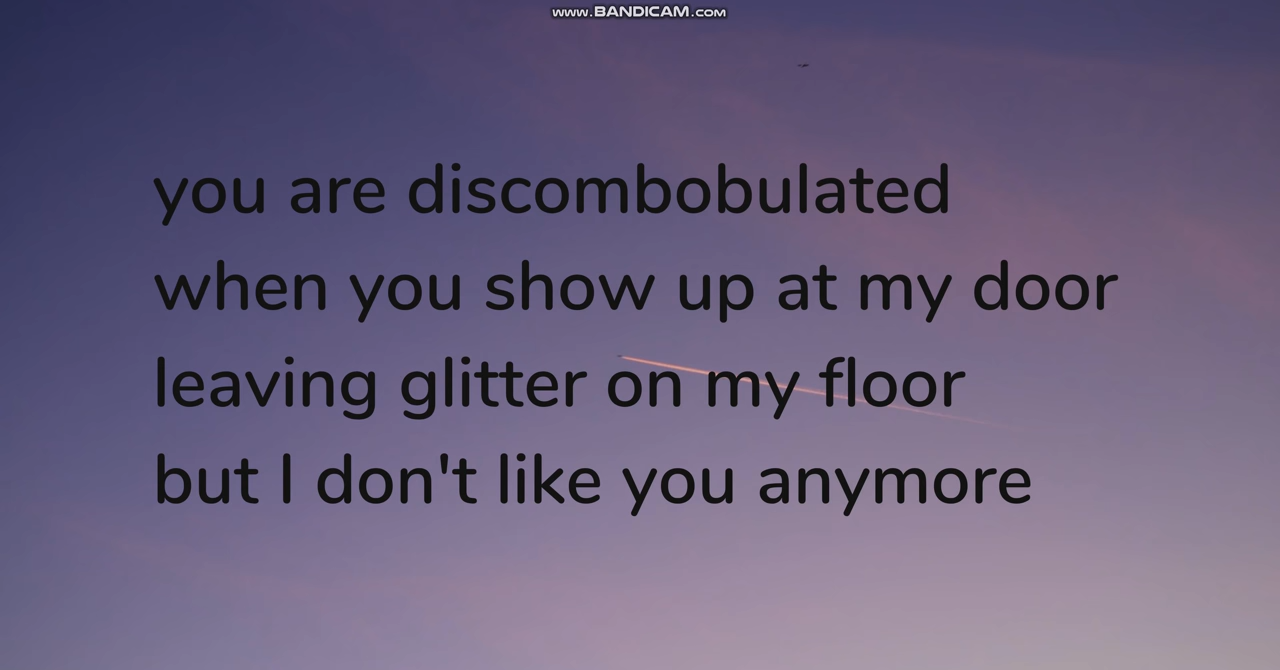 www.BANDICAM.com
you are discombobulated
when you show up at my door
leaving glitter on my floor
but I don't like you anymore